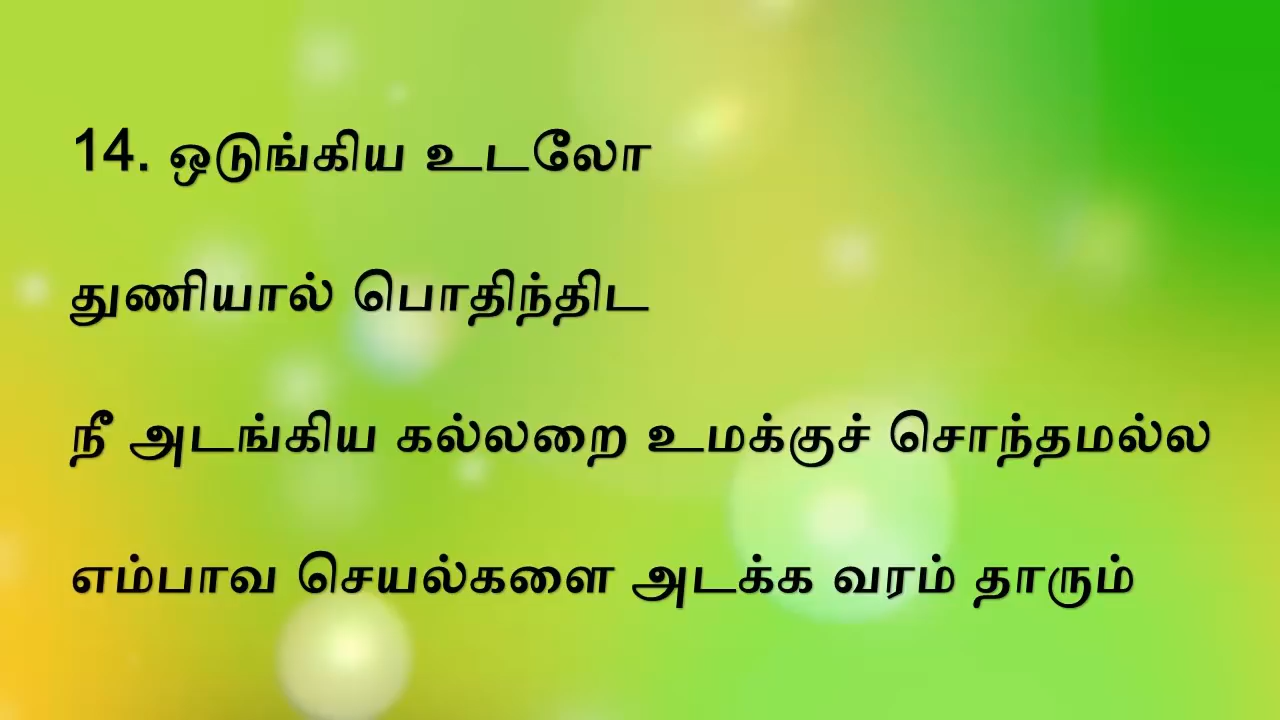 14. ஒடுங்கிய உடலோ
துணியால் பொதிந்திட
நீ அடங்கிய கல்லறை உமக்குச் சொந்தமல்ல
எம்பாவ செயல்களை அடக்க வரம் தாரும்